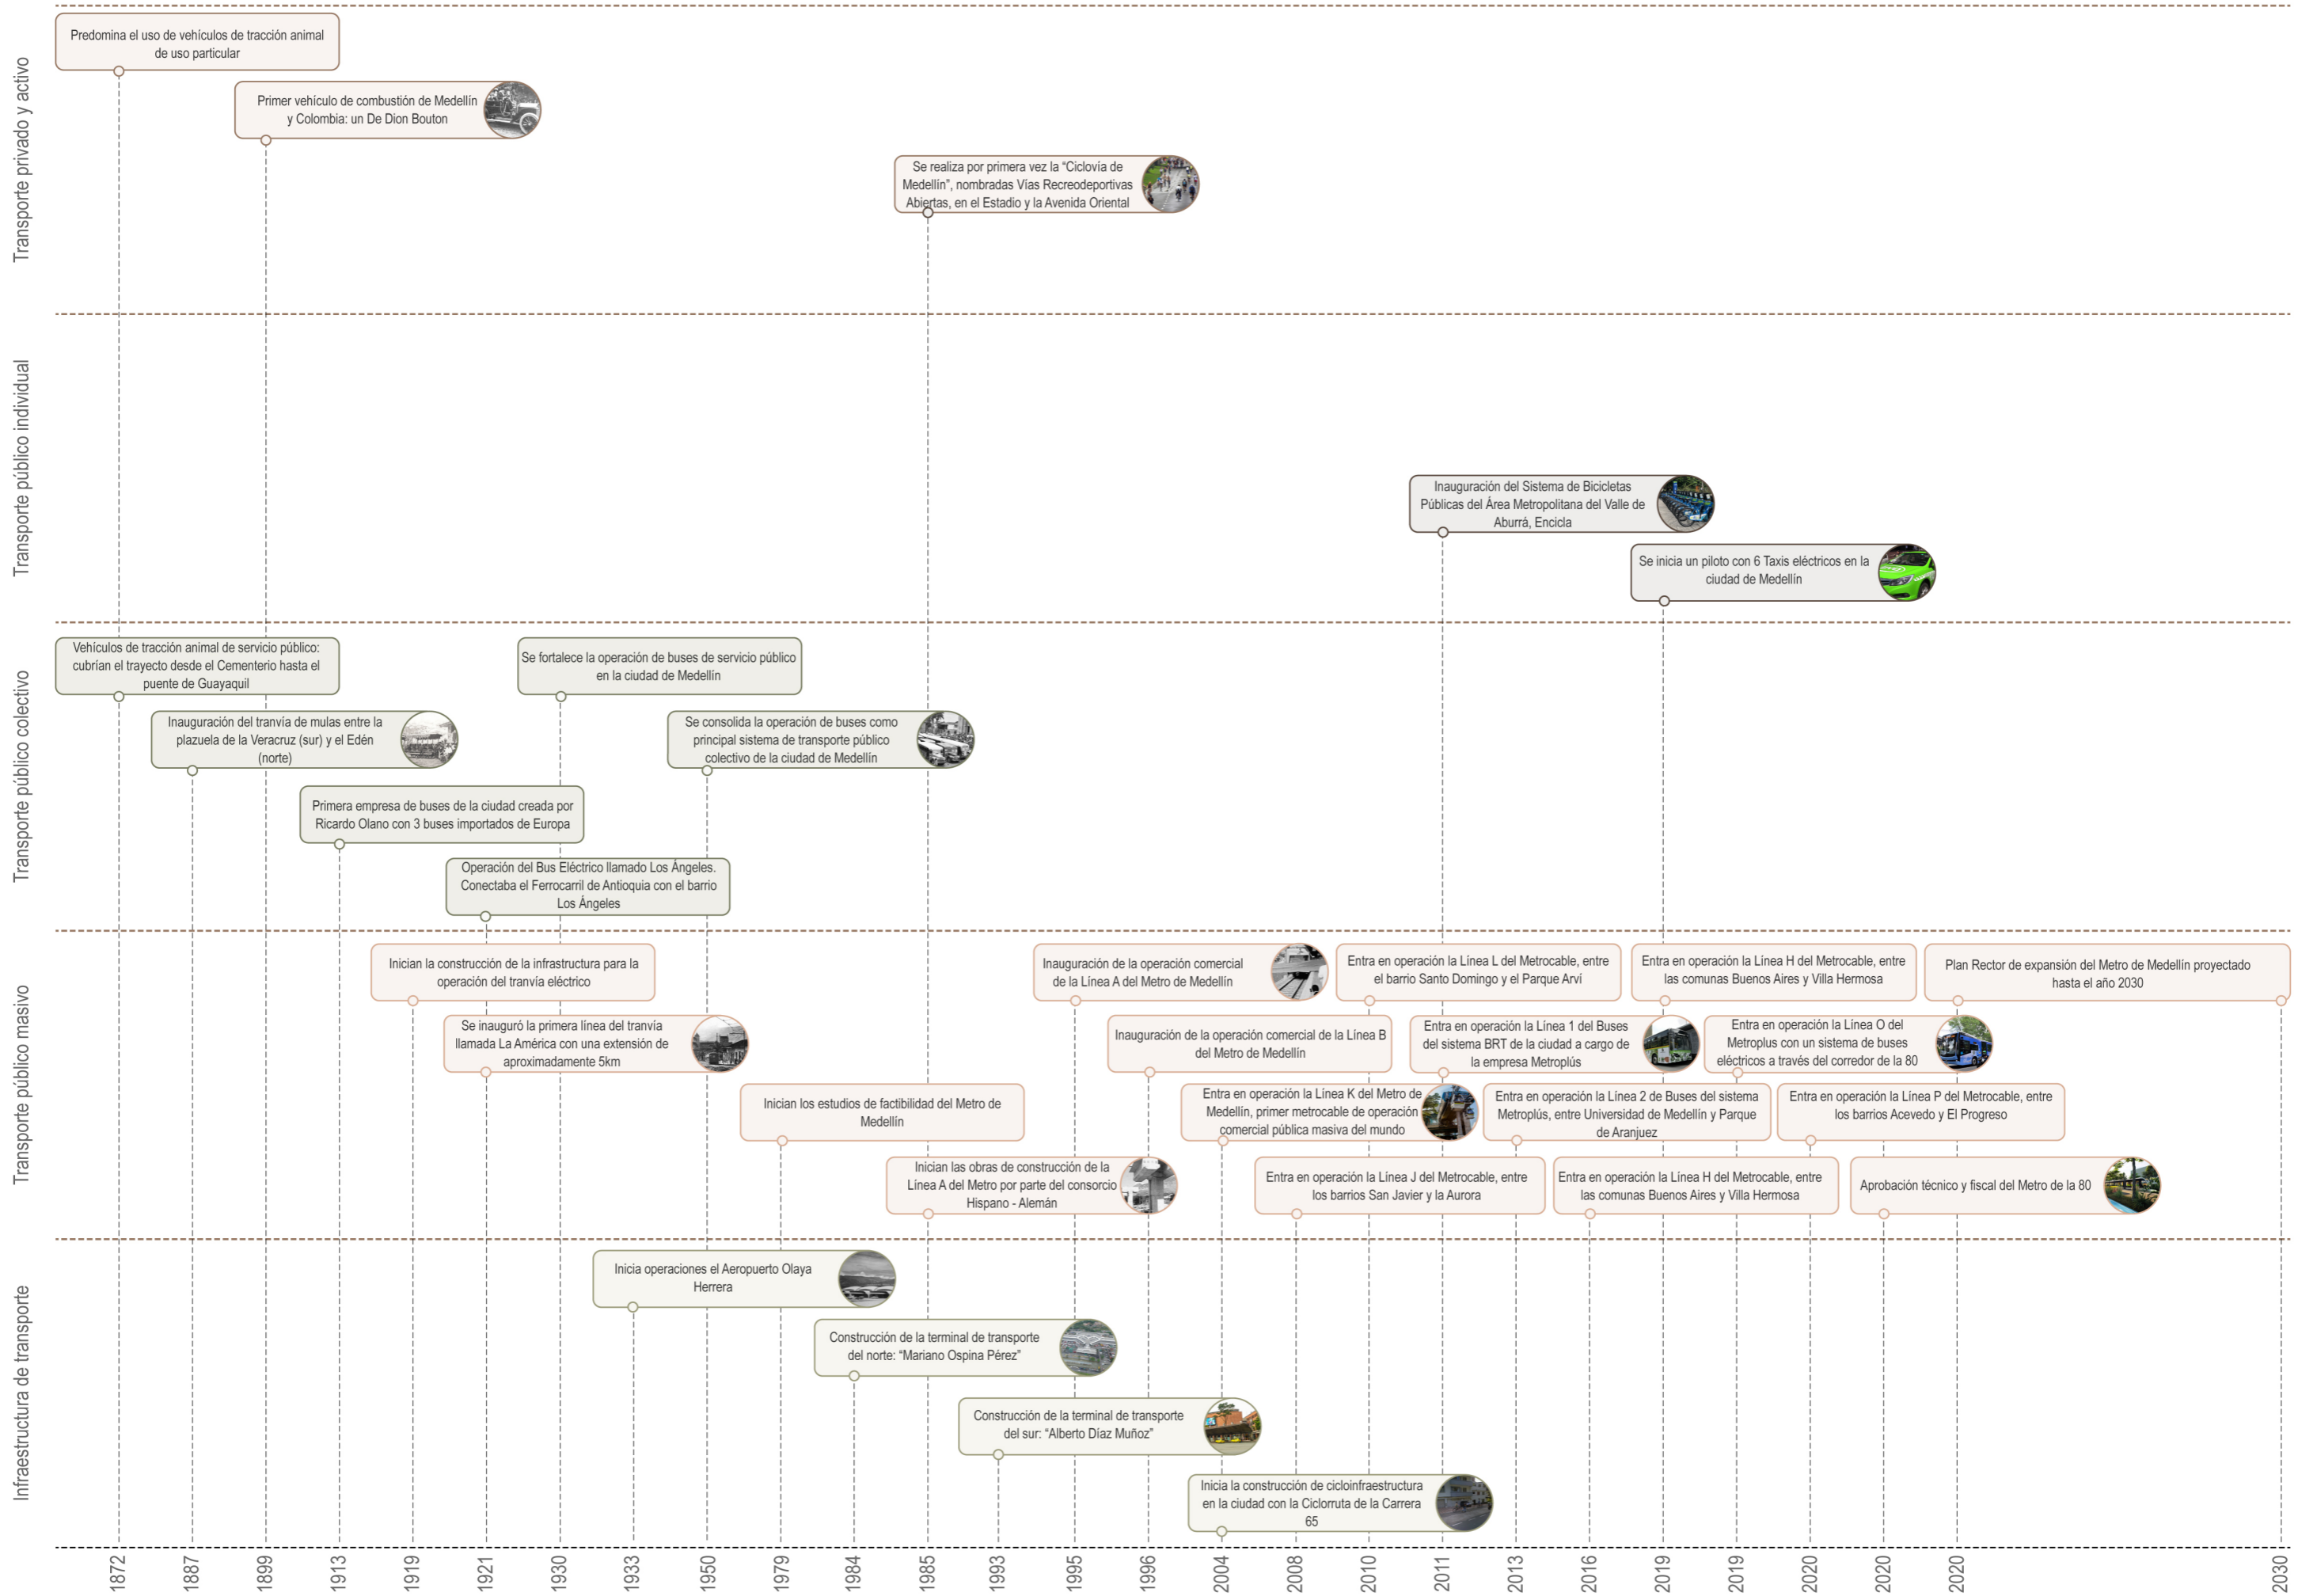 Transporte privado y activo
Predomina el uso de vehículos de tracción animal
de uso particular
Primer vehículo de combustión de Medellín
y Colombia: un De Dion Bouton
Se realiza por primera vez la “Ciclovía de
Medellín”, nombradas Vías Recreodeportivas
Abiertas, en el Estadio y la Avenida Oriental
Transporte público individual
Inauguración del Sistema de Bicicletas
Públicas del Área Metropolitana del Valle de
Aburrá, Encicla
Se inicia un piloto con 6 Taxis eléctricos en la
ciudad de Medellín
Transporte público colectivo
Vehículos de tracción animal de servicio público:
cubrían el trayecto desde el Cementerio hasta el
puente de Guayaquil
Se fortalece la operación de buses de servicio público
en la ciudad de Medellín
Inauguración del tranvía de mulas entre la
plazuela de la Veracruz (sur) y el Edén
(norte)
Se consolida la operación de buses como
principal sistema de transporte público
colectivo de la ciudad de Medellín
Primera empresa de buses de la ciudad creada por
Ricardo Olano con 3 buses importados de Europa
Operación del Bus Eléctrico llamado Los Ángeles.
Conectaba el Ferrocarril de Antioquia con el barrio
Los Ángeles
Transporte público masivo
Inician la construcción de la infraestructura para la
operación del tranvía eléctrico
Inauguración de la operación comercial
de la Línea A del Metro de Medellín
Entra en operación la Línea L del Metrocable, entre
el barrio Santo Domingo y el Parque Arví
Entra en operación la Línea H del Metrocable, entre
las comunas Buenos Aires y Villa Hermosa
Plan Rector de expansión del Metro de Medellín proyectado
hasta el año 2030
Se inauguró la primera línea del tranvía
llamada La América con una extensión de
aproximadamente 5km
Inauguración de la operación comercial de la Línea B
del Metro de Medellín
Entra en operación la Línea 1 del Buses
del sistema BRT de la ciudad a cargo de
la empresa Metroplús
Entra en operación la Línea O del
Metroplus con un sistema de buses
eléctricos a través del corredor de la 80
Inician los estudios de factibilidad del Metro de
Medellín
Entra en operación la Línea K del Metro de
Medellín, primer metrocable de operación
comercial pública masiva del mundo
Entra en operación la Línea 2 de Buses del sistema
Metroplús, entre Universidad de Medellín y Parque
de Aranjuez
Entra en operación la Línea P del Metrocable, entre
los barrios Acevedo y El Progreso
Inician las obras de construcción de la
Línea A del Metro por parte del consorcio
Hispano - Alemán
Entra en operación la Línea J del Metrocable, entre
los barrios San Javier y la Aurora
Entra en operación la Línea H del Metrocable, entre
las comunas Buenos Aires y Villa Hermosa
Aprobación técnico y fiscal del Metro de la 80
Infraestructura de transporte
Inicia operaciones el Aeropuerto Olaya
Herrera
Construcción de la terminal de transporte
del norte: “Mariano Ospina Pérez”
Construcción de la terminal de transporte
del sur: “Alberto Díaz Muñoz”
Inicia la construcción de cicloinfraestructura
en la ciudad con la Ciclorruta de la Carrera
65
1872
1887
1899
1913
1919
1921
1930
1933
1950
1979
1984
1985
1993
1995
1996
2004
2008
2010
2011
2013
2016
2019
2019
2020
2020
2020
2030